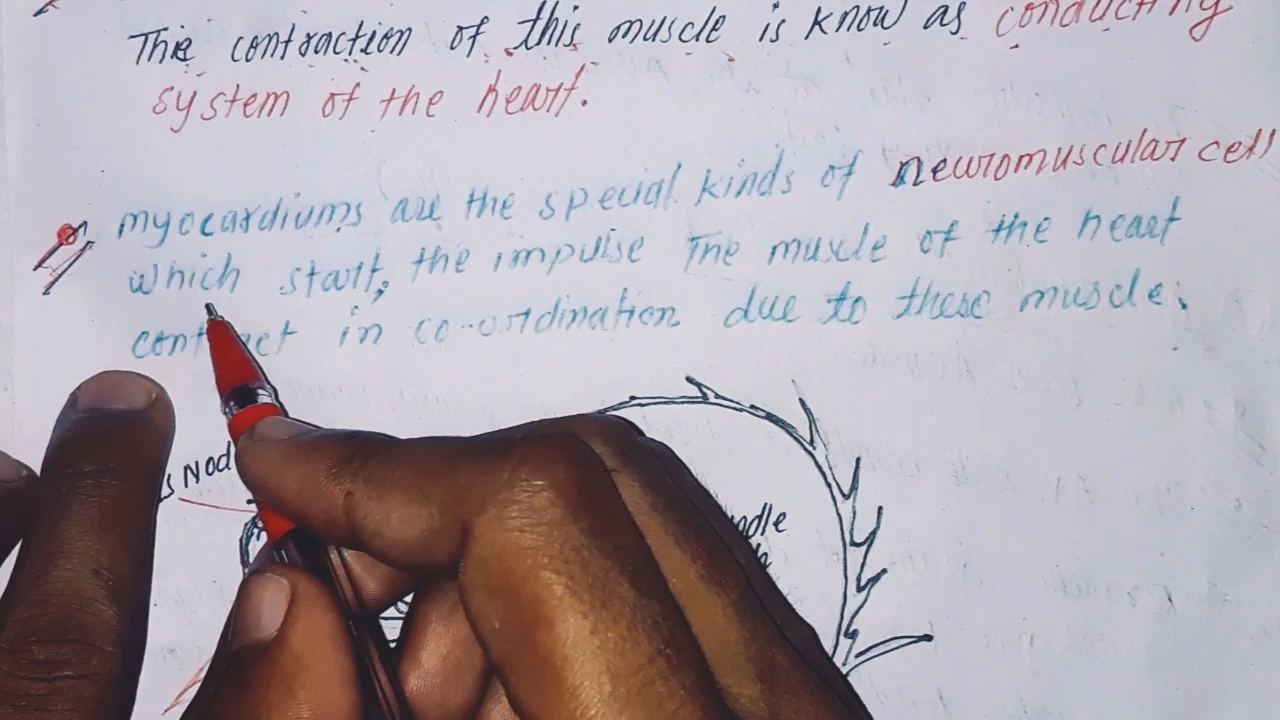 The contraction of this muscle is know as conducting
system of the heart.
myocardiums are the special kinds of neuromuscular cell
which start, the impulse The muscle of the heart
contract in co-ordination due to these muscle.